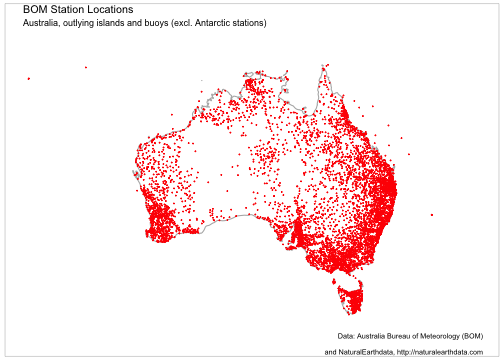 BOM Station Locations
Australia, outlying islands and buoys (excl. Antarctic stations)
Data: Australia Bureau of Meteorology (BOM)
and NaturalEarthdata, http://naturalearthdata.com